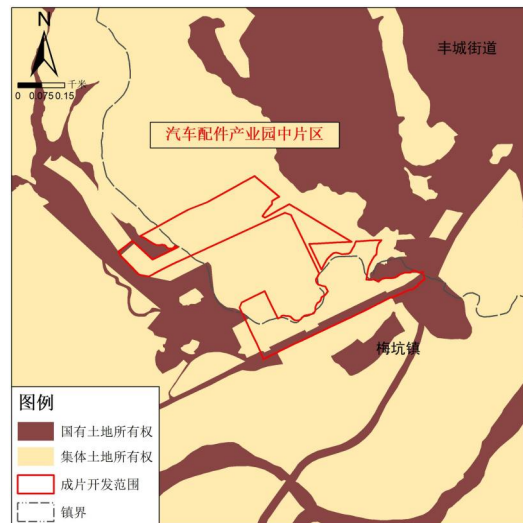 N
丰城街道
千米
0 0.075 0.15
汽车配件产业园中片区
梅坑镇
图例
国有土地所有权
集体土地所有权
成片开发范围
镇界